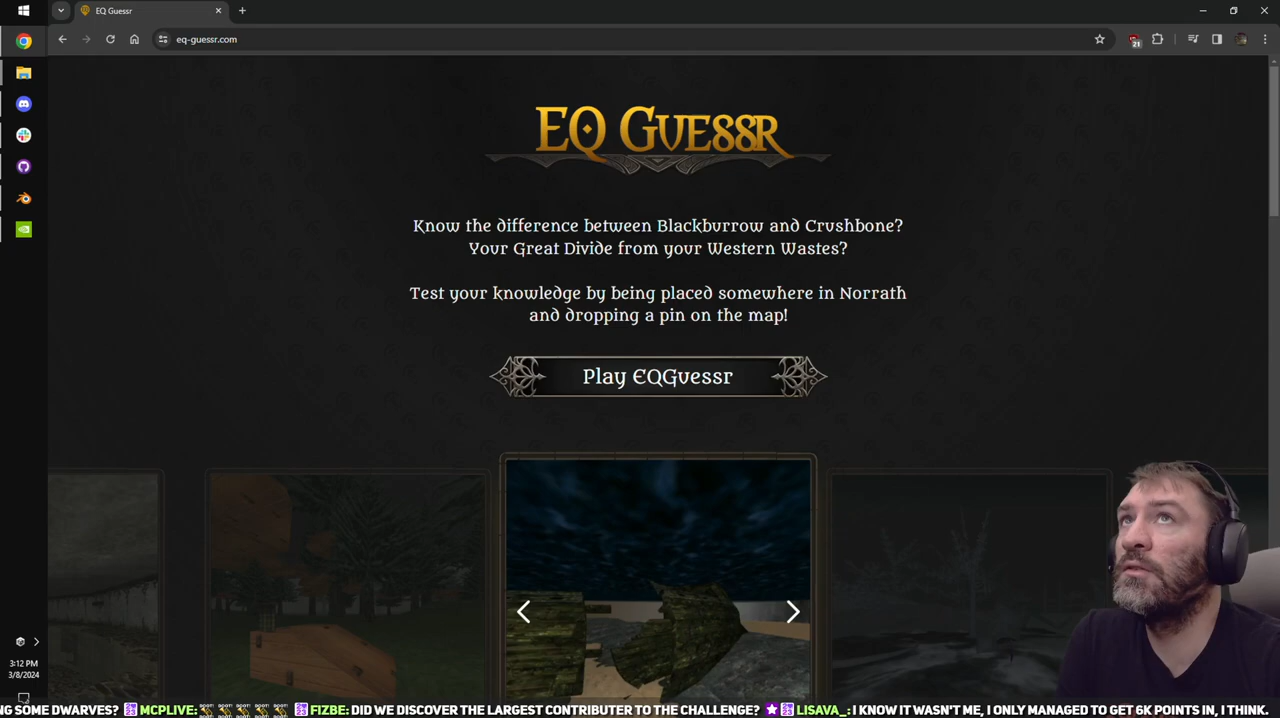 EQ Guessr
eq-guessr.com
21
EQ GUESSR
Know the difference between Blackburrow and Crushbone?
Your Great Divide from your Western Wastes?
Test your knowledge by being placed somewhere in Norrath
and dropping a pin on the map!
Play EQGuessr
3:12 PM
3/8/2024
NG SOME DWARVES? MCPLIVE: FIZBE: DID WE DISCOVER THE LARGEST CONTRIBUTER TO THE CHALLENGE? LISAVA_: I KNOW IT WASN'T ME, I ONLY MANAGED TO GET 6K POINTS IN, I THINK.